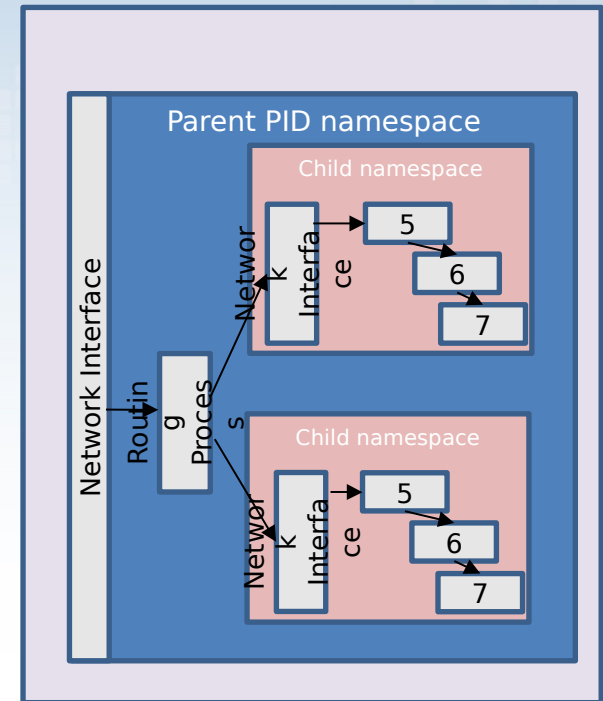 Parent PID namespace
Network Interface
Routin
g
Proces
s
Child namespace
Networ
k
Interfa
ce
5
6
7
Child namespace
Networ
k
Interfa
ce
5
6
7